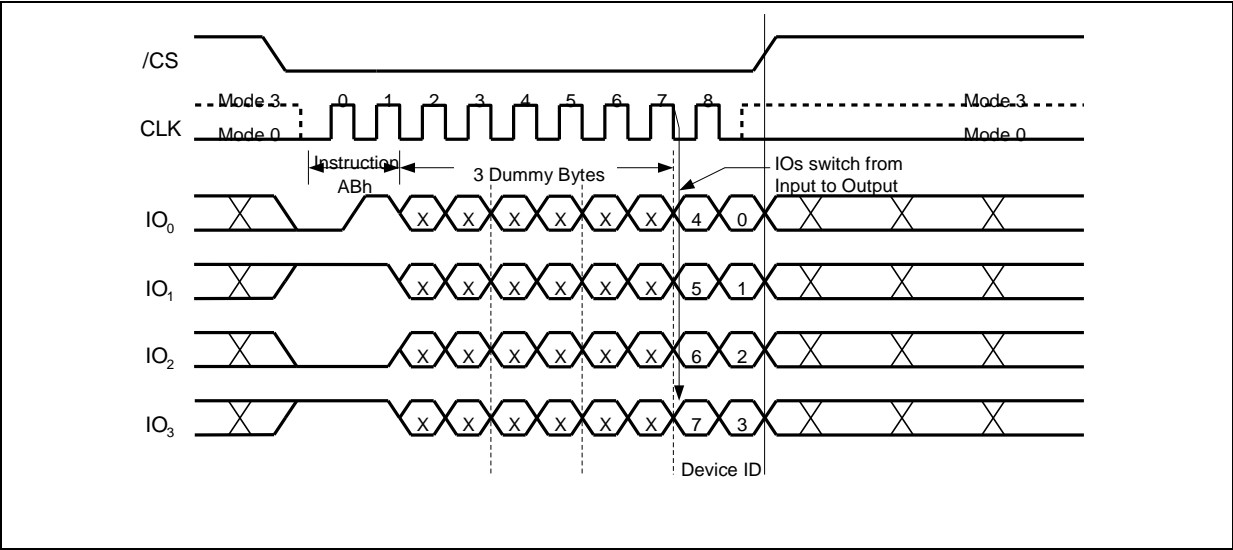 /CS
Mode 3 0 1 2 3 4 5 6 7 8 Mode 3
CLK Mode 0 Mode 0
Instruction ABh
3 Dummy Bytes
IOs switch from
Input to Output
IO0 X X X X X X 4 0
IO1 X X X X X X 5 1
IO2 X X X X X X 6 2
IO3 X X X X X X 7 3
Device ID